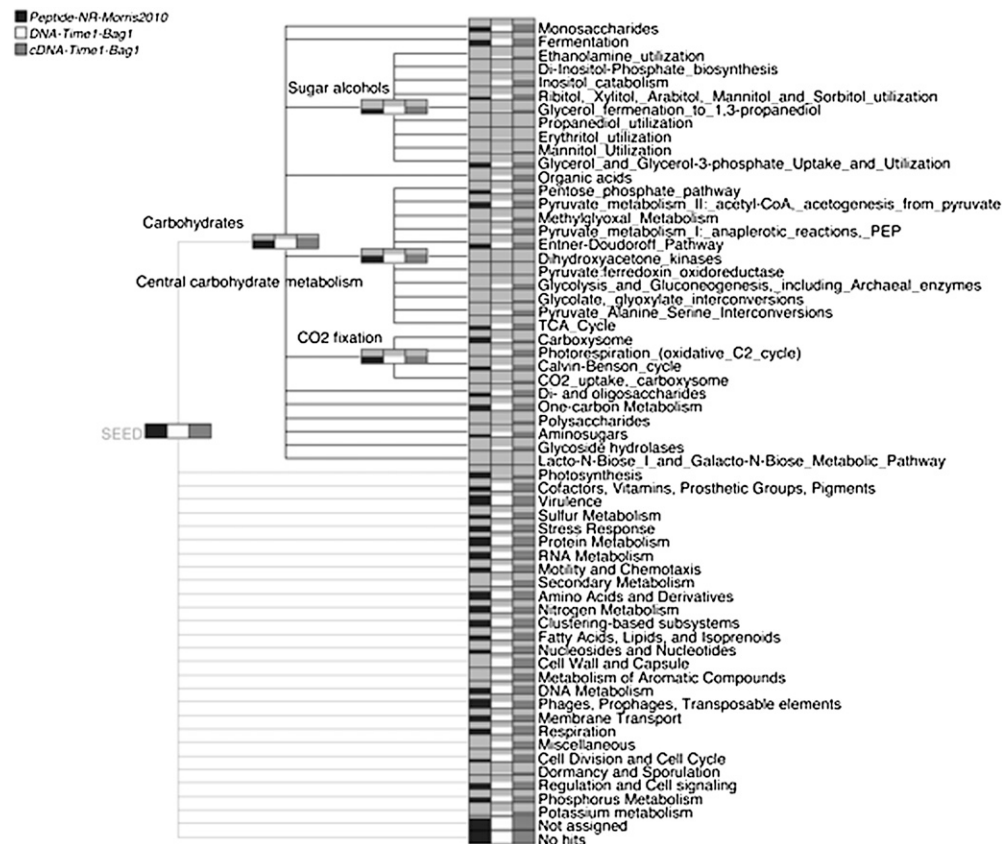 Peptide-NR-Morris2010
DNA-Time1-Bag1
cDNA-Time1-Bag1
Monosaccharides
Fermentation
Ethanolamine_utilization
Di-Inositol-Phosphate_biosynthesis
Inositol_catabolism
Sugar alcohols
Ribitol,_Xylitol,_Arabitol,_Mannitol_and_Sorbitol_utilization
Glycerol_fermenation_to_1,3-propanediol
Propanediol_utilization
Erythritol_utilization
Mannitol_Utilization
Glycerol_and_Glycerol-3-phosphate_Uptake_and_Utilization
Organic acids
Pentose_phosphate_pathway
Pyruvate_metabolism_II:_acetyl-CoA,_acetogenesis_from_pyruvate
Carbohydrates
Methylglyoxal_Metabolism
Pyruvate_metabolism_I:_anaplerotic_reactions,_PEP
Entner-Doudoroff_Pathway
Dihydroxyacetone_kinases
Pyruvate:ferredoxin_oxidoreductase
Central carbohydrate metabolism
Glycolysis_and_Gluconeogenesis,_including_Archaeal_enzymes
Glycolate,_glyoxylate_interconversions
Pyruvate_Alanine_Serine_Interconversions
TCA_Cycle
CO2 fixation
Carboxysome
Photorespiration_(oxidative_C2_cycle)
Calvin-Benson_cycle
CO2_uptake,_carboxysome
Di- and oligosaccharides
One-carbon Metabolism
Polysaccharides
SEED
Aminosugars
Glycoside hydrolases
Lacto-N-Biose_I_and_Galacto-N-Biose_Metabolic_Pathway
Photosynthesis
Cofactors, Vitamins, Prosthetic Groups, Pigments
Virulence
Sulfur Metabolism
Stress Response
Protein Metabolism
RNA Metabolism
Motility and Chemotaxis
Secondary Metabolism
Amino Acids and Derivatives
Nitrogen Metabolism
Clustering-based subsystems
Fatty Acids, Lipids, and Isoprenoids
Nucleosides and Nucleotides
Cell Wall and Capsule
Metabolism of Aromatic Compounds
DNA Metabolism
Phages, Prophages, Transposable elements
Membrane Transport
Respiration
Miscellaneous
Cell Division and Cell Cycle
Dormancy and Sporulation
Regulation and Cell signaling
Phosphorus Metabolism
Potassium metabolism
Not assigned
No hits